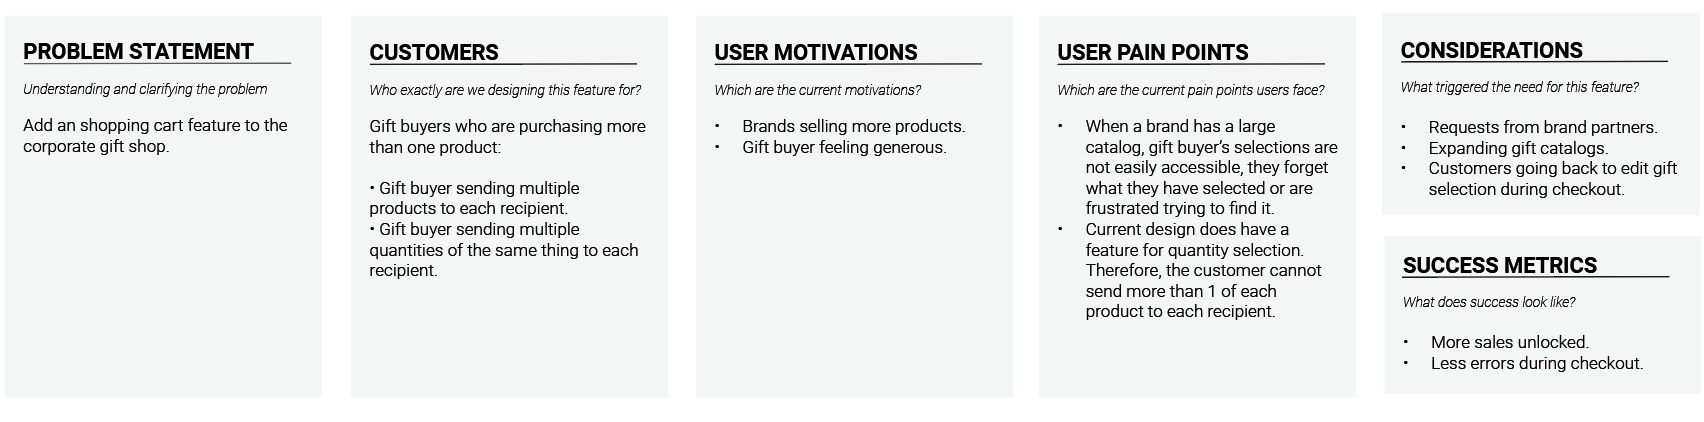 PROBLEM STATEMENT
Understanding and clarifying the problem
Add an shopping cart feature to the
corporate gift shop.
CUSTOMERS
Who exactly are we designing this feature for?
Gift buyers who are purchasing more
than one product:
• Gift buyer sending multiple
products to each recipient.
• Gift buyer sending multiple
quantities of the same thing to each
recipient.
USER MOTIVATIONS
Which are the current motivations?
• Brands selling more products.
• Gift buyer feeling generous.
USER PAIN POINTS
Which are the current pain points users face?
• When a brand has a large
catalog, gift buyer's selections are
not easily accessible, they forget
what they have selected or are
frustrated trying to find it.
• Current design does have a
feature for quantity selection.
Therefore, the customer cannot
send more than 1 of each
product to each recipient.
CONSIDERATIONS
What triggered the need for this feature?
• Requests from brand partners.
• Expanding gift catalogs.
• Customers going back to edit gift
selection during checkout.
SUCCESS METRICS
What does success look like?
• More sales unlocked.
• Less errors during checkout.